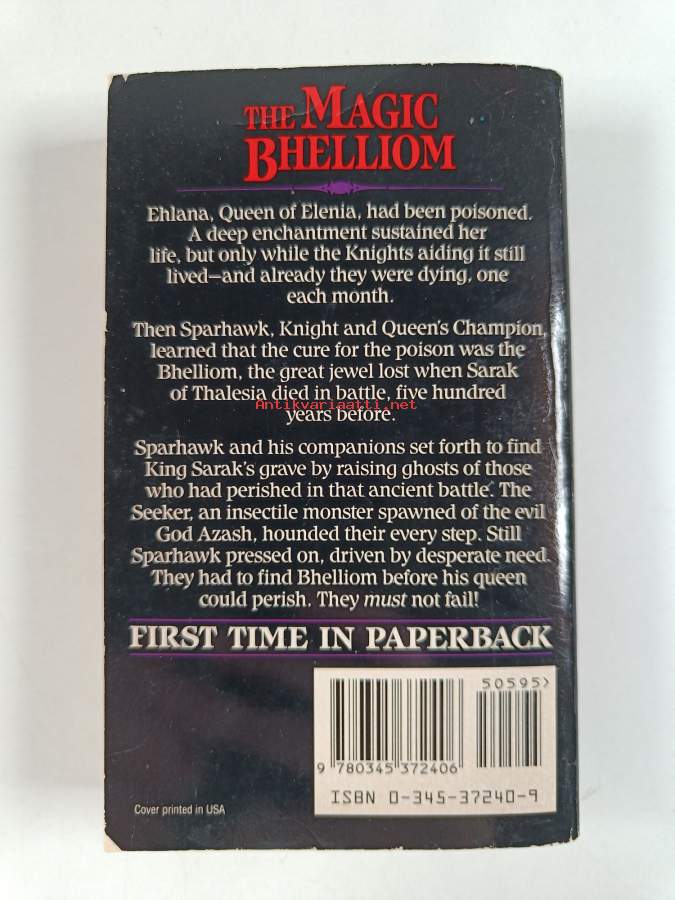 THE MAGIC
BHELLIOM
Ehlana, Queen of Elenia, had been poisoned.
A deep enchantment sustained her
life, but only while the Knights aiding it still
lived—and already they were dying, one
each month.
Then Sparhawk, Knight and Queen's Champion,
learned that the cure for the poison was the
Bhelliom, the great jewel lost when Sarak
of Thalesia died in battle, five hundred
Antikvariaatti.net
years before.
Sparhawk and his companions set forth to find
King Sarak's grave by raising ghosts of those
who had perished in that ancient battle. The
Seeker, an insectile monster spawned of the evil
God Azash, hounded their every step. Still
Sparhawk pressed on, driven by desperate need.
They had to find Bhelliom before his queen
could perish. They must not fail!
FIRST TIME IN PAPERBACK
50595>
9 780345 372406
ISBN 0-345-37240-9
Cover printed in USA